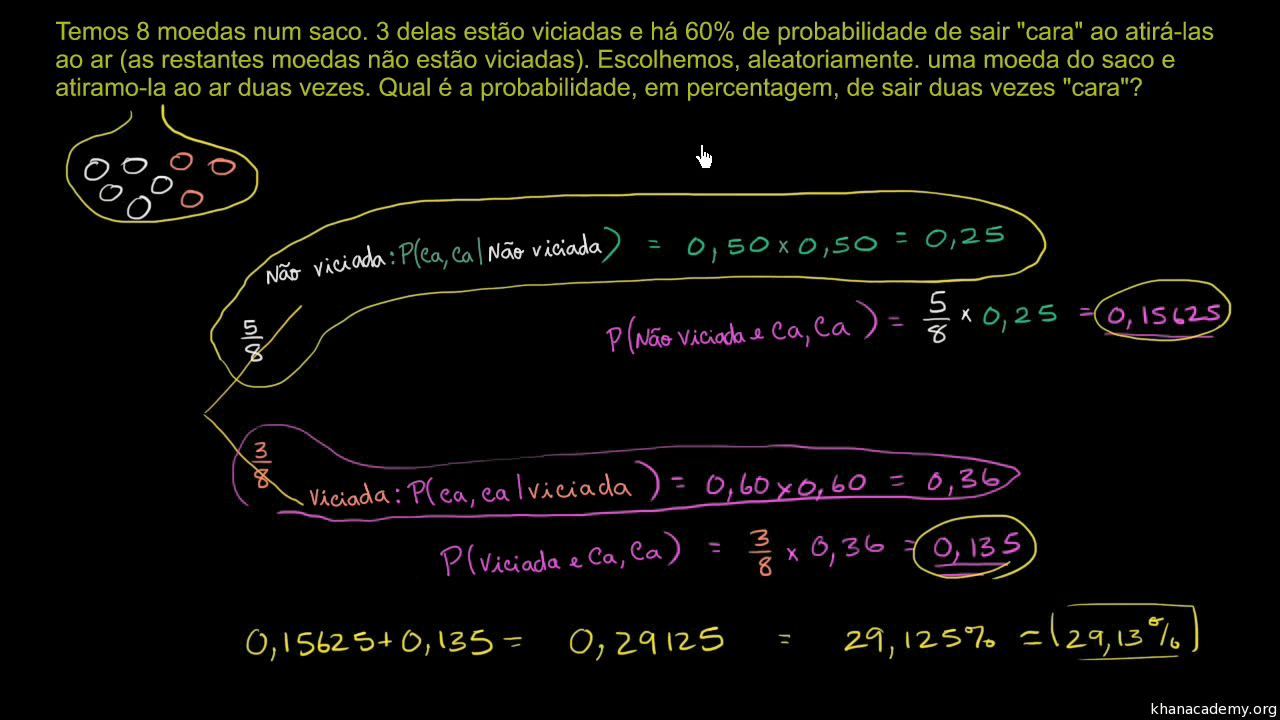 Temos 8 moedas num saco. 3 delas estão viciadas e há 60% de probabilidade de sair "cara" ao atirá-las
ao ar (as restantes moedas não estão viciadas). Escolhemos, aleatoriamente. uma moeda do saco e
atiramo-la ao ar duas vezes. Qual é a probabilidade, em percentagem, de sair duas vezes "cara"?
Não viciada: P(Ca, Ca | Não viciada) = 0,50 x 0,50 = 0,25
5/8
P(Não viciada e Ca, Ca) = 5/8 x 0,25 = 0,15625
3/8
Viciada: P(Ca, Ca | viciada) = 0,60 x 0,60 = 0,36
P(Viciada e Ca, Ca) = 3/8 x 0,36 = 0,135
0,15625 + 0,135 = 0,29125 = 29,125% = (29,13%)
khanacademy.org